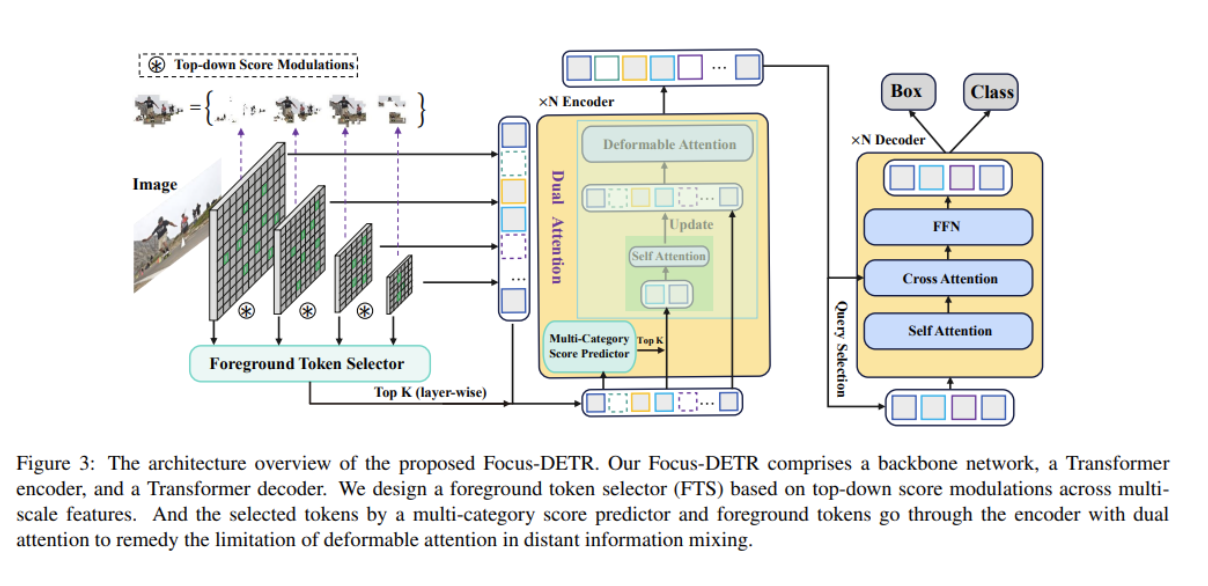 Top-down Score Modulations
={
}
Image
Foreground Token Selector
Top K (layer-wise)
...
×N Encoder
...
Dual Attention
Deformable Attention
...
Update
Self Attention
Multi-Category
Score Predictor
Top K
...
Query Selection
Box
Class
×N Decoder
FFN
Cross Attention
Self Attention
Figure 3: The architecture overview of the proposed Focus-DETR. Our Focus-DETR comprises a backbone network, a Transformer
encoder, and a Transformer decoder. We design a foreground token selector (FTS) based on top-down score modulations across multi-
scale features. And the selected tokens by a multi-category score predictor and foreground tokens go through the encoder with dual
attention to remedy the limitation of deformable attention in distant information mixing.